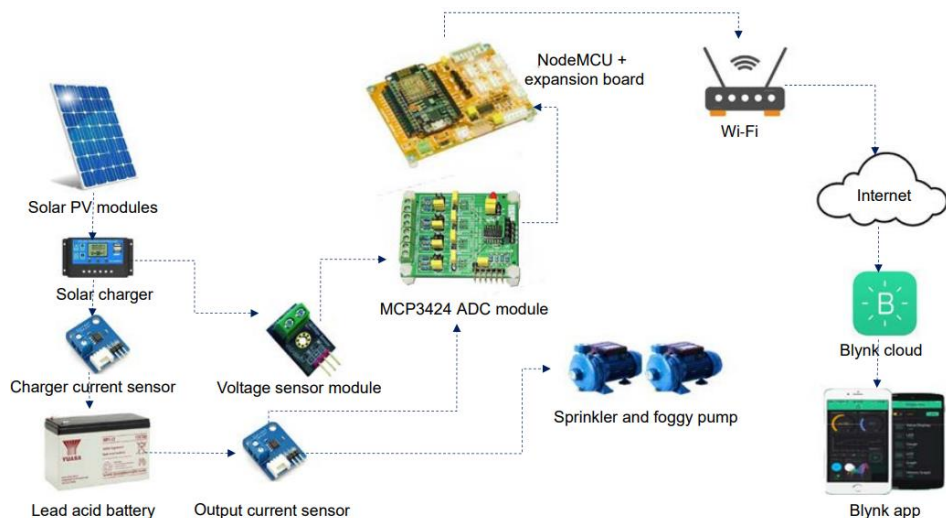 NodeMCU +
expansion board
Wi-Fi
Solar PV modules
Internet
Solar charger
MCP3424 ADC module
B
Charger current sensor
Voltage sensor module
Blynk cloud
Sprinkler and foggy pump
YUASA
Lead acid battery
Output current sensor
Blynk app